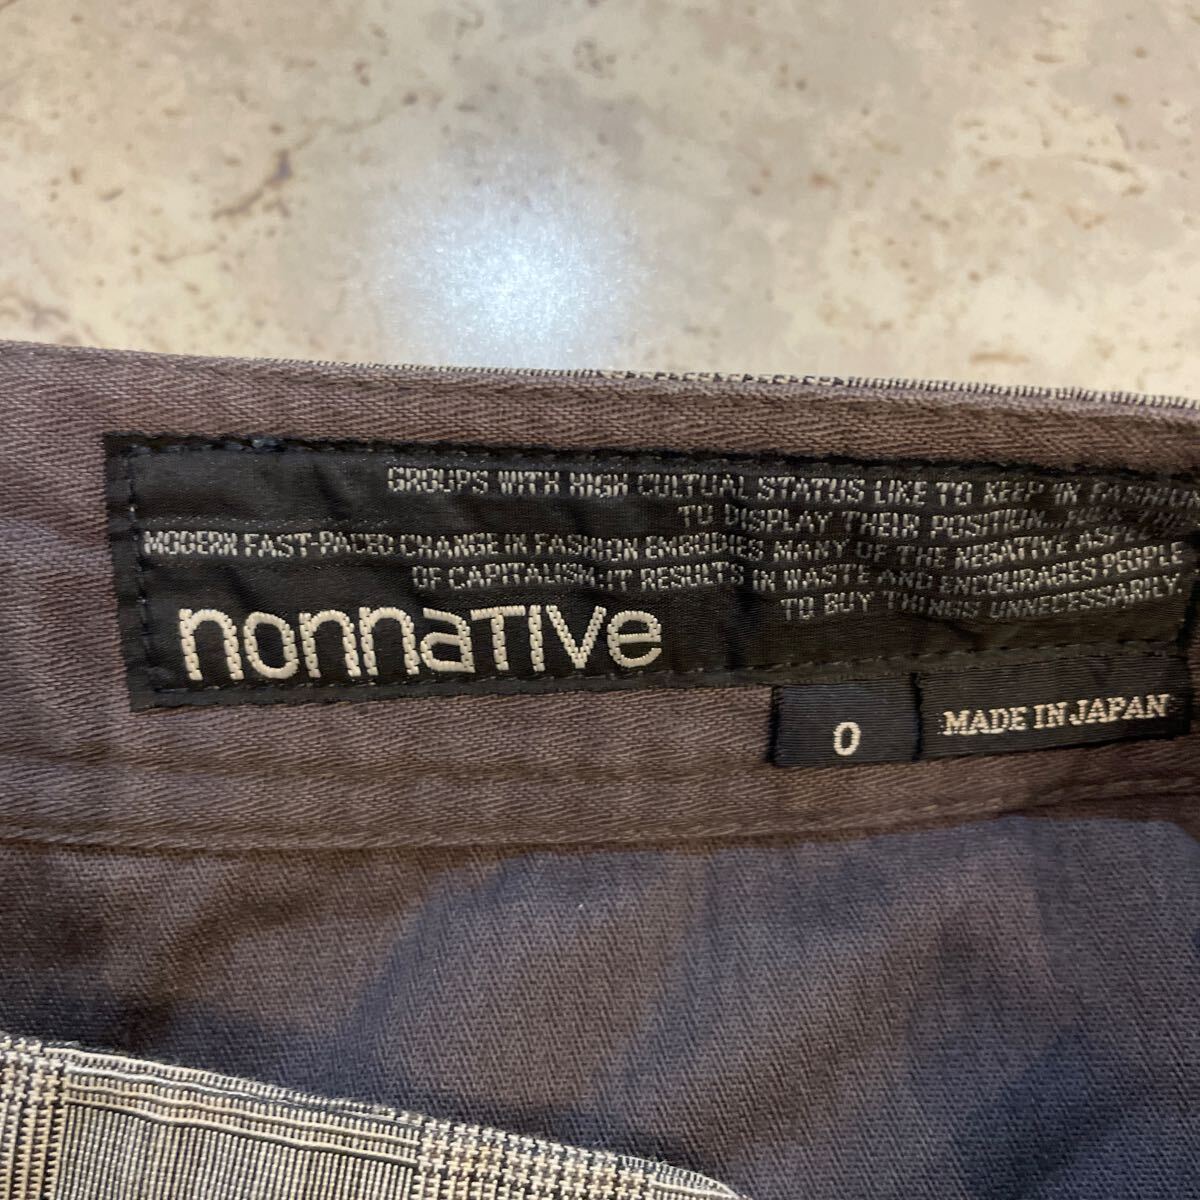 GROUPS WITH HIGH CULTURAL STATUS LIKE TO KEEP IN FASHION
TO DISPLAY THEIR POSITION...
MODERN FAST-PACED CHANGE IN FASHION EMBODIES MANY OF THE NEGATIVE ASPECTS
OF CAPITALISM. IT RESULTS IN WASTE AND ENCOURAGES PEOPLE
TO BUY THINGS UNNECESSARILY.
nonnative
0
MADE IN JAPAN